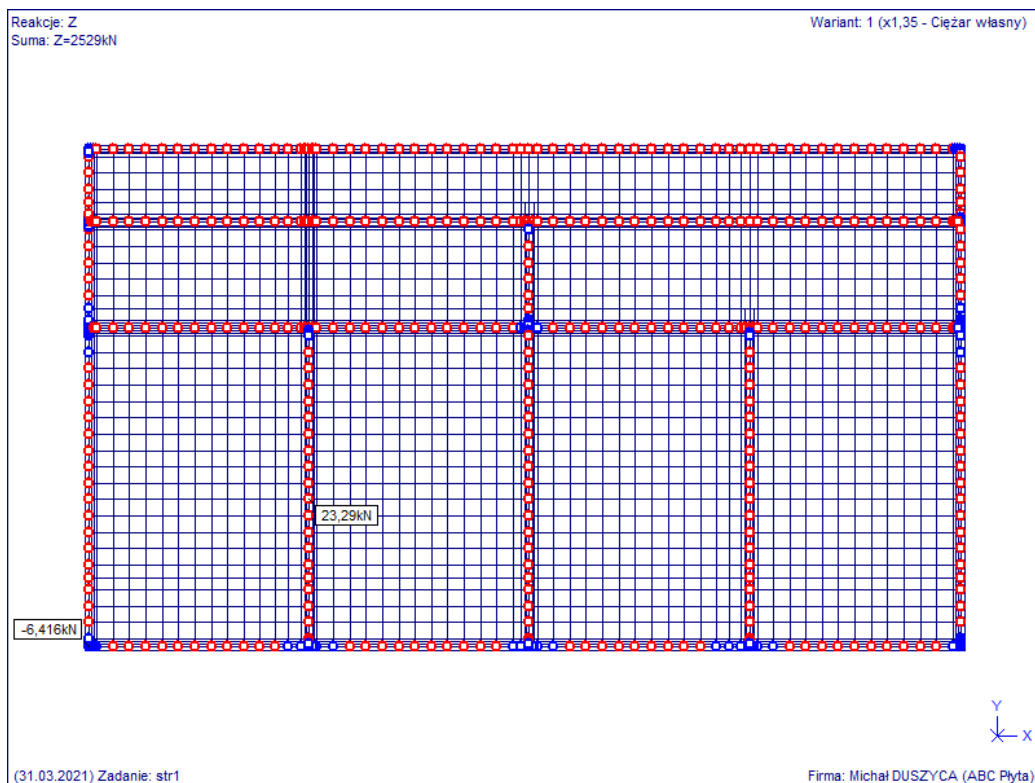 Reakcje: Z
Wariant: 1 (x1,35 - Ciężar własny)
Suma: Z=2529kN
23,29kN
-6,416kN
Y
X
(31.03.2021) Zadanie: str1
Firma: Michał DUSZYCA (ABC Płyta)